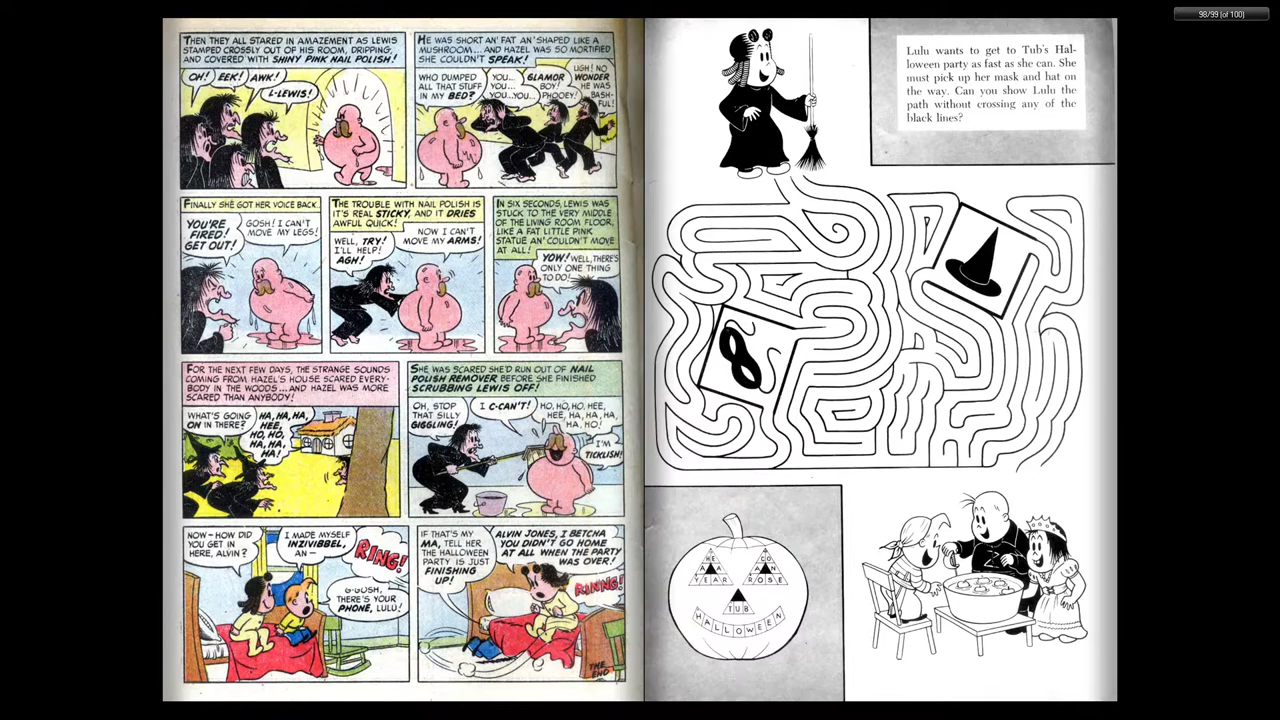 98/99 (of 100)
THEN THEY ALL STARED IN AMAZEMENT AS LEWIS
STAMPED CROSSLY OUT OF HIS ROOM, DRIPPING,
AND COVERED WITH SHINY PINK NAIL POLISH!
OH!
EEK!
AWK!
L-LEWIS!
HE WAS SHORT AN' FAT AN' SHAPED LIKE A
MUSHROOM... AND HAZEL WAS SO MORTIFIED
SHE COULDN'T SPEAK!
WHO DUMPED
ALL THAT STUFF
IN MY BED?
YOU...
YOU...
YOU...YOU...
GLAMOR
BOY!
PHOOEY!
UGH! NO
WONDER
HE WAS
BASH-
FUL!
FINALLY SHE GOT HER VOICE BACK.
YOU'RE
FIRED!
GET OUT!
GOSH! I CAN'T
MOVE MY LEGS!
THE TROUBLE WITH NAIL POLISH IS
IT'S REAL STICKY, AND IT DRIES
AWFUL QUICK!
WELL, TRY!
I'LL HELP!
AGH!
NOW I CAN'T
MOVE MY ARMS!
IN SIX SECONDS, LEWIS WAS
STUCK TO THE VERY MIDDLE
OF THE LIVING ROOM FLOOR,
LIKE A FAT LITTLE PINK
STATUE AN' COULDN'T MOVE
AT ALL!
YOW! WELL, THERE'S
ONLY ONE THING
TO DO!
FOR THE NEXT FEW DAYS, THE STRANGE SOUNDS
COMING FROM HAZEL'S HOUSE SCARED EVERY-
BODY IN THE WOODS... AND HAZEL WAS MORE
SCARED THAN ANYBODY!
WHAT'S GOING
ON IN THERE?
HA, HA, HA,
HEE,
HO, HO,
HA, HA,
HA!
SHE WAS SCARED SHE'D RUN OUT OF NAIL
POLISH REMOVER BEFORE SHE FINISHED
SCRUBBING LEWIS OFF!
OH, STOP
THAT SILLY
GIGGLING!
I C-CAN'T!
HO, HO, HO, HEE,
HEE, HA, HA, HA,
HA, HO!
I'M
TICKLISH!
NOW- HOW DID
YOU GET IN
HERE, ALVIN?
I MADE MYSELF
INZIVIBBEL,
AN-
RING!
G-GOSH,
THERE'S YOUR
PHONE, LULU!
IF THAT'S MY
MA, TELL HER
THE HALLOWEEN
PARTY IS JUST
FINISHING
UP!
ALVIN JONES, I BETCHA
YOU DIDN'T GO HOME
AT ALL WHEN THE PARTY
WAS OVER!
RINNG!
THE
END
Lulu wants to get to Tub's Hal-
loween party as fast as she can. She
must pick up her mask and hat on
the way. Can you show Lulu the
path without crossing any of the
black lines?
HE
A A
YEAR
CO
A N
ROSE
TUB
HALLOWEEN